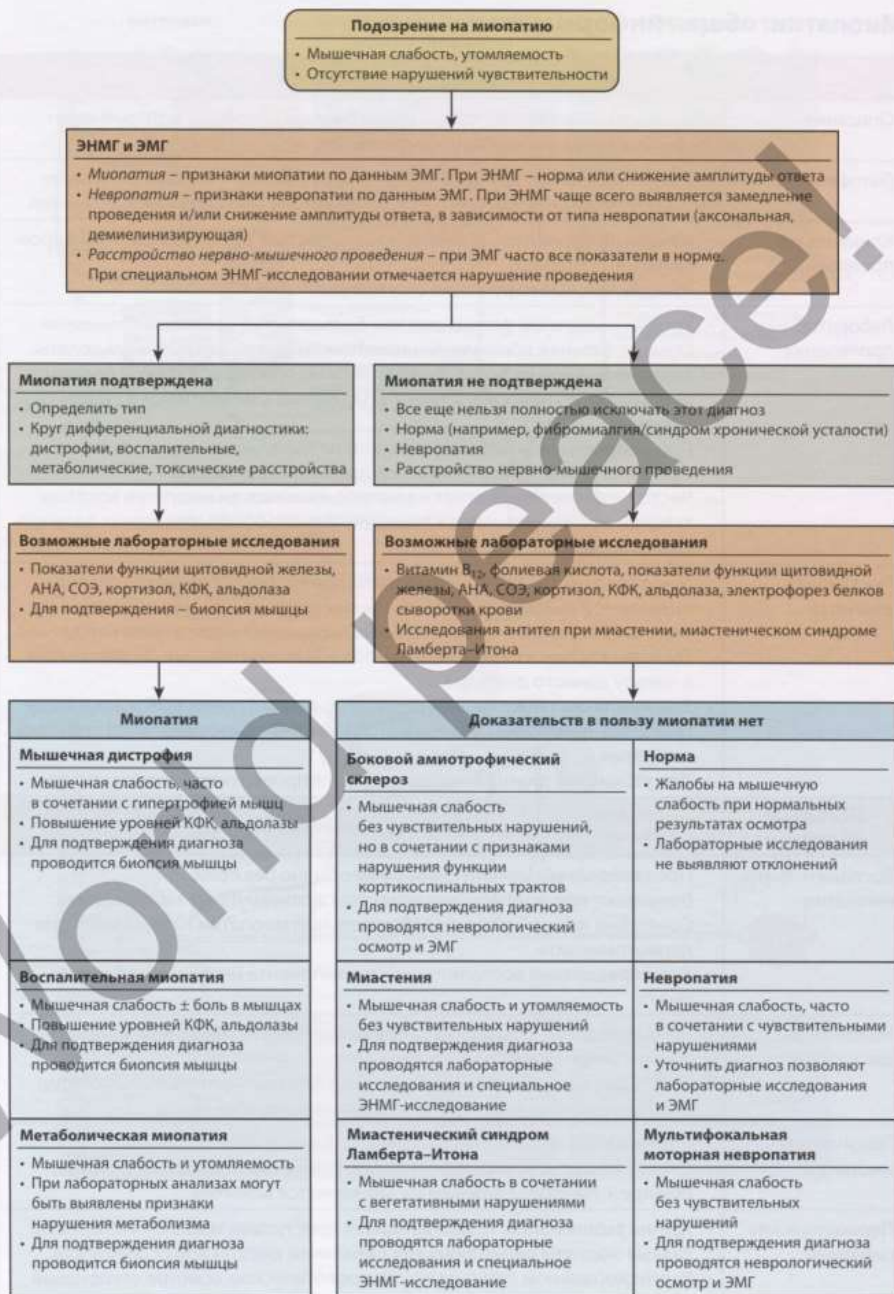 Подозрение на миопатию
• Мышечная слабость, утомляемость
• Отсутствие нарушений чувствительности
ЭНМГ и ЭМГ
• Миопатия – признаки миопатии по данным ЭМГ. При ЭНМГ – норма или снижение амплитуды ответа
• Невропатия – признаки невропатии по данным ЭМГ. При ЭНМГ чаще всего выявляется замедление
проведения и/или снижение амплитуды ответа, в зависимости от типа невропатии (аксональная,
демиелинизирующая)
• Расстройство нервно-мышечного проведения – при ЭМГ часто все показатели в норме.
При специальном ЭНМГ-исследовании отмечается нарушение проведения
Миопатия подтверждена
• Определить тип
• Круг дифференциальной диагностики:
дистрофии, воспалительные,
метаболические, токсические расстройства
Миопатия не подтверждена
• Все еще нельзя полностью исключать этот диагноз
• Норма (например, фибромиалгия/синдром хронической усталости)
• Невропатия
• Расстройство нервно-мышечного проведения
Возможные лабораторные исследования
• Показатели функции щитовидной железы,
АНА, СОЭ, кортизол, КФК, альдолаза
• Для подтверждения – биопсия мышцы
Возможные лабораторные исследования
• Витамин B12, фолиевая кислота, показатели функции щитовидной
железы, АНА, СОЭ, кортизол, КФК, альдолаза, электрофорез белков
сыворотки крови
• Исследования антител при миастении, миастеническом синдроме
Ламберта–Итона
Миопатия
Мышечная дистрофия
• Мышечная слабость, часто
в сочетании с гипертрофией мышц
• Повышение уровней КФК, альдолазы
• Для подтверждения диагноза
проводится биопсия мышцы
Воспалительная миопатия
• Мышечная слабость ± боль в мышцах
• Повышение уровней КФК, альдолазы
• Для подтверждения диагноза
проводится биопсия мышцы
Метаболическая миопатия
• Мышечная слабость и утомляемость
• При лабораторных анализах могут
быть выявлены признаки
нарушения метаболизма
• Для подтверждения диагноза
проводится биопсия мышцы
Доказательств в пользу миопатии нет
Боковой амиотрофический
склероз
• Мышечная слабость
без чувствительных нарушений,
но в сочетании с признаками
нарушения функции
кортикоспинальных трактов
• Для подтверждения диагноза
проводятся неврологический
осмотр и ЭМГ
Норма
• Жалобы на мышечную
слабость при нормальных
результатах осмотра
• Лабораторные исследования
не выявляют отклонений
Миастения
• Мышечная слабость и утомляемость
без чувствительных нарушений
• Для подтверждения диагноза
проводятся лабораторные
исследования и специальное
ЭНМГ-исследование
Невропатия
• Мышечная слабость, часто
в сочетании с чувствительными
нарушениями
• Уточнить диагноз позволяют
лабораторные исследования
и ЭМГ
Миастенический синдром
Ламберта–Итона
• Мышечная слабость в сочетании
с вегетативными нарушениями
• Для подтверждения диагноза
проводятся лабораторные
исследования и специальное
ЭНМГ-исследование
Мультифокальная
моторная невропатия
• Мышечная слабость
без чувствительных
нарушений
• Для подтверждения диагноза
проводятся неврологический
осмотр и ЭМГ
World peace!